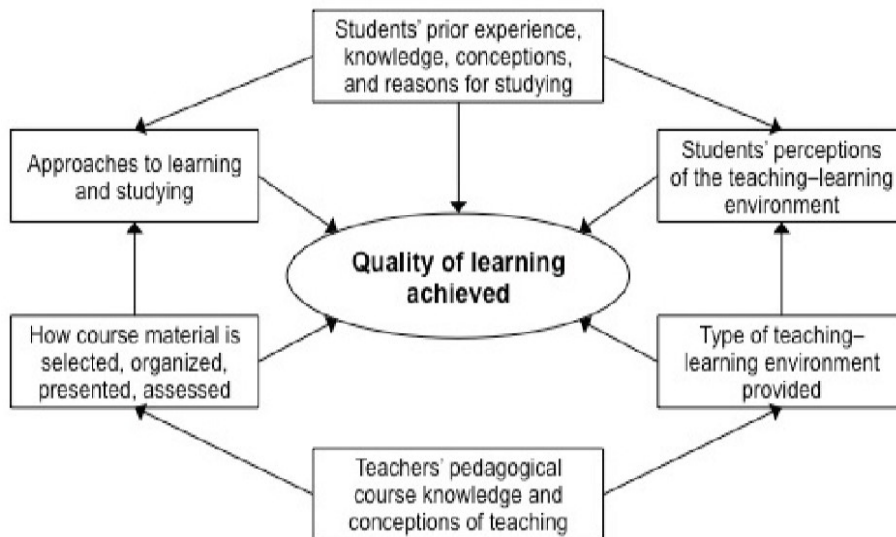 Students' prior experience,
knowledge, conceptions,
and reasons for studying
Approaches to learning
and studying
Students' perceptions
of the teaching–learning
environment
Quality of learning
achieved
How course material is
selected, organized,
presented, assessed
Type of teaching–
learning environment
provided
Teachers' pedagogical
course knowledge and
conceptions of teaching